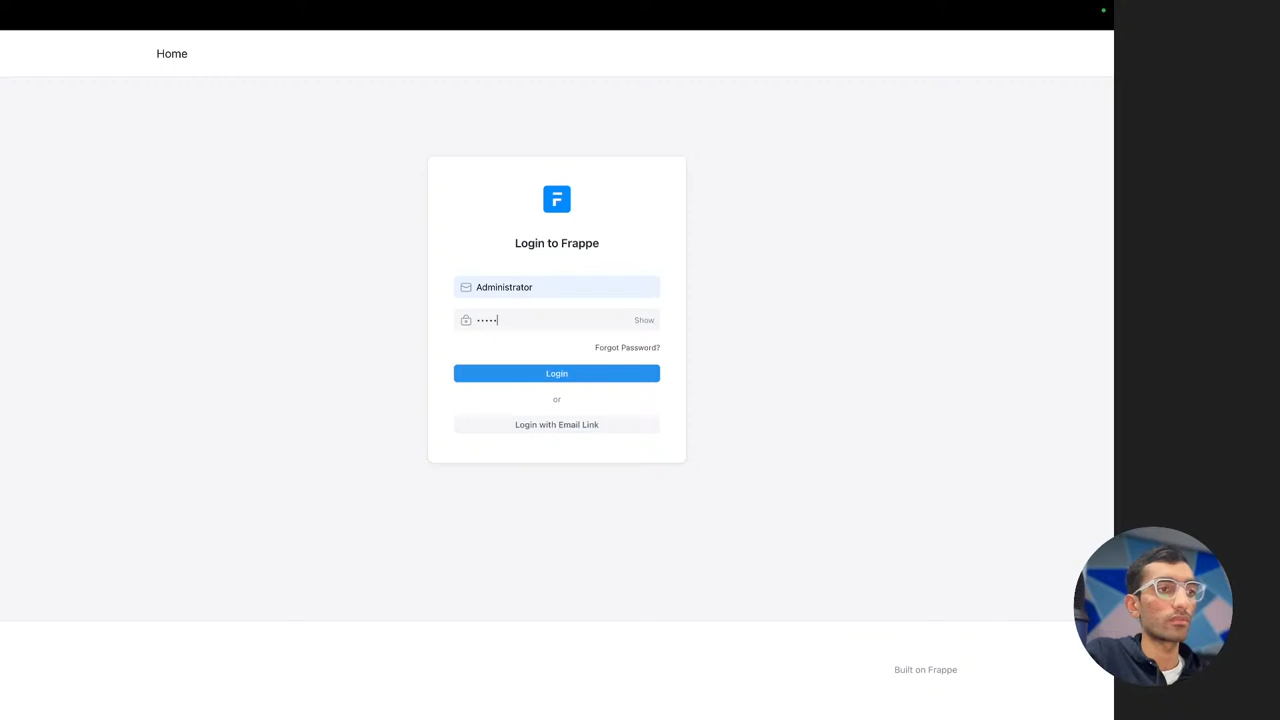 Home
F
Login to Frappe
Administrator
••••• Show
Forgot Password?
Login
or
Login with Email Link
Built on Frappe